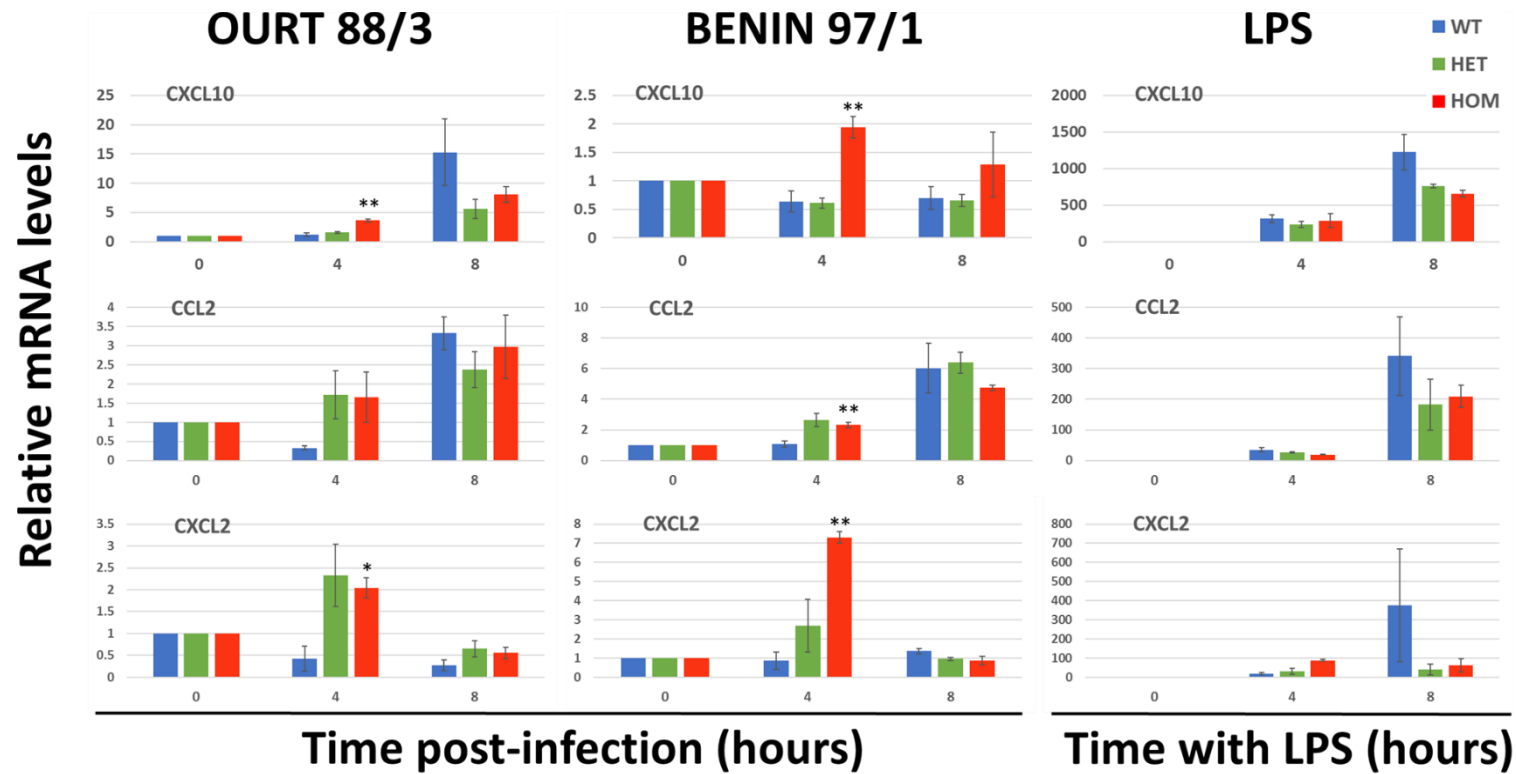 OURT 88/3
BENIN 97/1
LPS
WT
HET
HOM
Relative mRNA levels
CXCL10
25
20
15
10
5
0
**
0 4 8
CXCL10
2.5
2
1.5
1
0.5
0
**
0 4 8
CXCL10
2000
1500
1000
500
0
0 4 8
CCL2
4
3.5
3
2.5
2
1.5
1
0.5
0
0 4 8
CCL2
10
8
6
4
2
0
**
0 4 8
CCL2
500
400
300
200
100
0
0 4 8
CXCL2
3.5
3
2.5
2
1.5
1
0.5
0
*
0 4 8
CXCL2
8
7
6
5
4
3
2
1
0
**
0 4 8
CXCL2
800
700
600
500
400
300
200
100
0
0 4 8
Time post-infection (hours)
Time with LPS (hours)